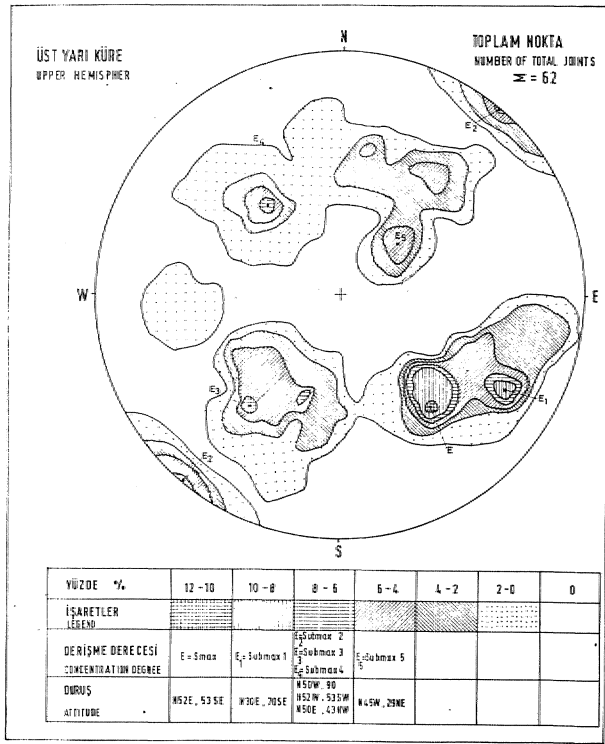 ÜST YARI KÜRE
UPPER HEMISPHER
N
TOPLAM NOKTA
NUMBER OF TOTAL JOINTS
Σ = 62
E2
E4
E5
W
E
E3
E1
E
E2
S
YÜZDE %
12-10
10-8
8-6
6-4
4-2
2-0
0
İŞARETLER
LEGEND
DERİŞME DERECESİ
CONCENTRATION DEGREE
E = Smax
E1=Submax 1
E2=Submax 2
E3=Submax 3
E4=Submax 4
E5=Submax 5
DURUŞ
ATTITUDE
N52E, 53SE
N30E, 70SE
N50W, 90
N52W, 53SW
N50E, 43NW
N45W, 29NE